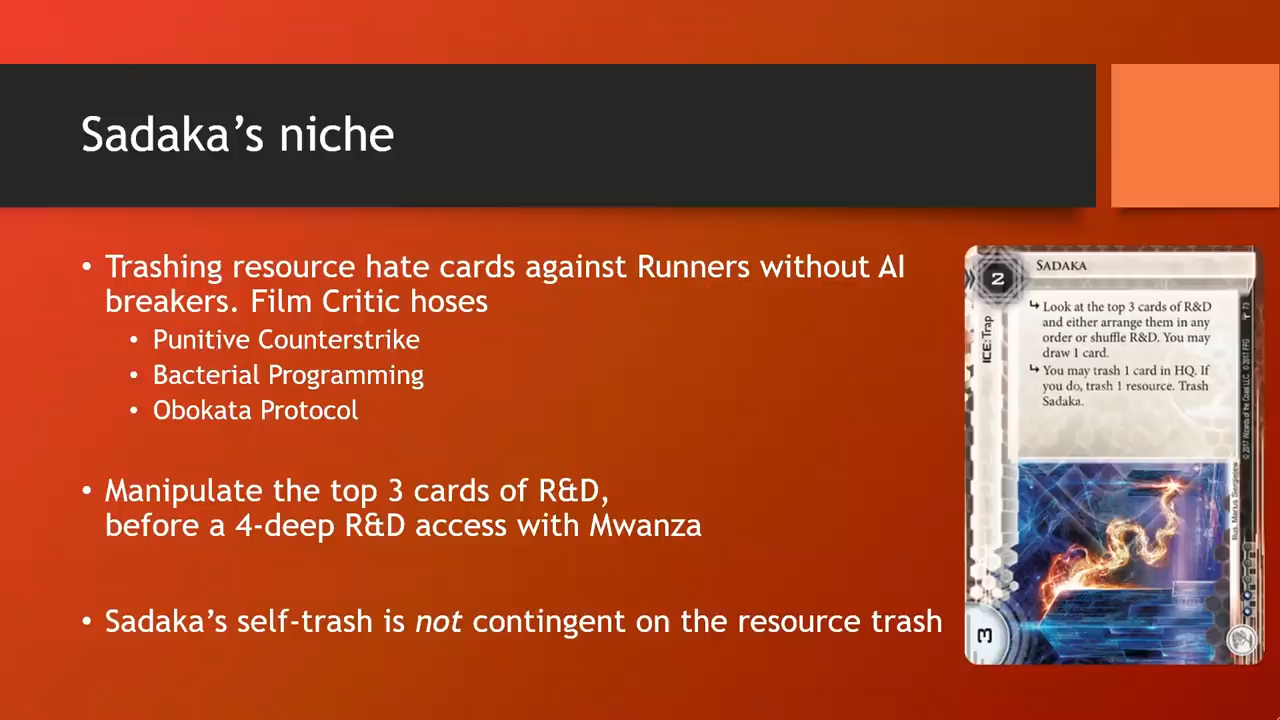 Sadaka's niche
• Trashing resource hate cards against Runners without AI
breakers. Film Critic hoses
• Punitive Counterstrike
• Bacterial Programming
• Obokata Protocol
• Manipulate the top 3 cards of R&D,
before a 4-deep R&D access with Mwanza
• Sadaka's self-trash is not contingent on the resource trash
2
SADAKA
ICE: Trap
↳ Look at the top 3 cards of R&D
and either arrange them in any
order or shuffle R&D. You may
draw 1 card.
↳ You may trash 1 card in HQ. If
you do, trash 1 resource. Trash
Sadaka.
3